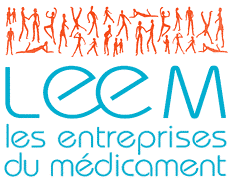 LeeM
les entreprises
du médicament